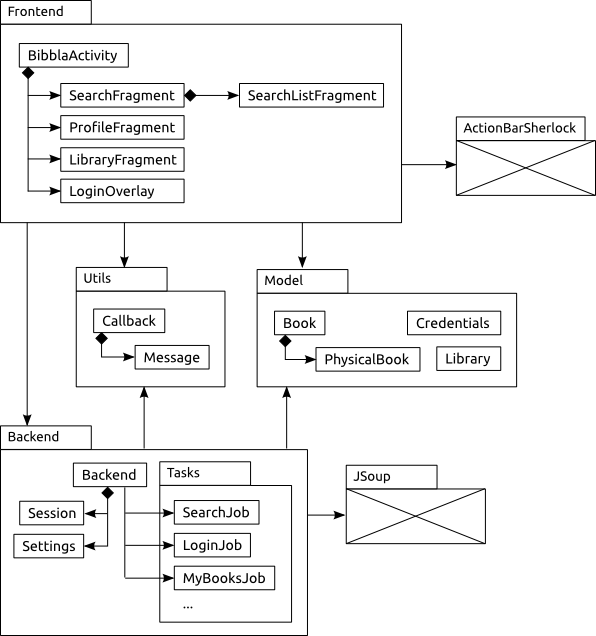 Frontend
BibblaActivity
SearchFragment
SearchListFragment
ProfileFragment
LibraryFragment
LoginOverlay
ActionBarSherlock
Utils
Callback
Message
Model
Book
Credentials
PhysicalBook
Library
Backend
Backend
Session
Settings
Tasks
SearchJob
LoginJob
MyBooksJob
...
JSoup